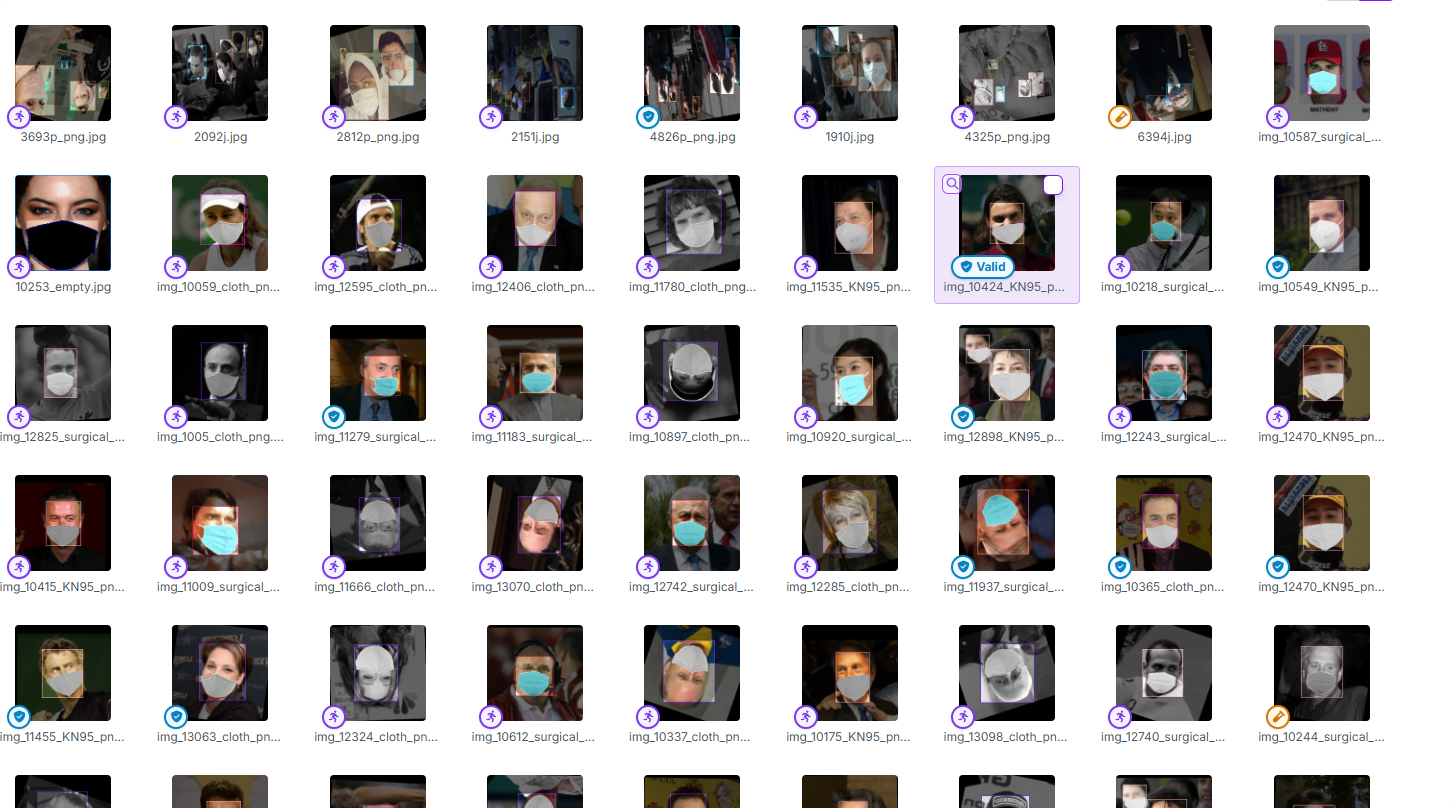 3693p_png.jpg
2092j.jpg
2812p_png.jpg
2151j.jpg
4826p_png.jpg
1910j.jpg
4325p_png.jpg
6394j.jpg
MATHENY
img_10587_surgical_...
Valid
10253_empty.jpg
img_10059_cloth_pn...
img_12595_cloth_pn...
img_12406_cloth_pn...
img_11780_cloth_png...
img_11535_KN95_pn...
img_10424_KN95_p...
img_10218_surgical_...
img_10549_KN95_p...
img_12825_surgical_...
img_1005_cloth_png....
img_11279_surgical_...
img_11183_surgical_...
img_10897_cloth_pn...
img_10920_surgical_...
img_12898_KN95_p...
img_12243_surgical_...
img_12470_KN95_pn...
img_10415_KN95_pn...
img_11009_surgical_...
img_11666_cloth_pn...
img_13070_cloth_pn...
img_12742_surgical_...
img_12285_cloth_pn...
img_11937_surgical_...
img_10365_cloth_pn...
img_12470_KN95_pn...
img_11455_KN95_pn...
img_13063_cloth_pn...
img_12324_cloth_pn...
img_10612_surgical_...
img_10337_cloth_pn...
img_10175_KN95_pn...
img_13098_cloth_pn...
img_12740_surgical_...
img_10244_surgical_...